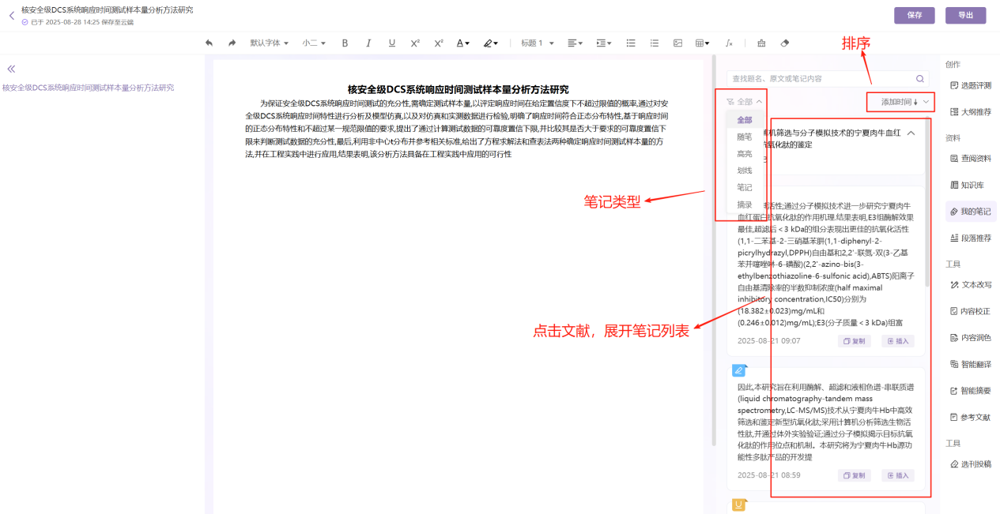 核安全级DCS系统响应时间测试样本量分析方法研究
已于 2025-08-28 14:25 保存至云端
保存
导出
默认字体
小二
B
I
U
X²
X²
A
标题 1
排序
核安全级DCS系统响应时间测试样本量分析方法研究
核安全级DCS系统响应时间测试样本量分析方法研究
为保证安全级DCS系统响应时间测试的充分性,需确定测试样本量,以评定响应时间在给定置信度下不超过限值的概率,通过对安
全级DCS系统响应时间特性进行分析及模型仿真,以及对仿真和实测数据进行检验,明确了响应时间符合正态分布特性,基于响应时间
的正态分布特性和不超过某一规范限值的要求,提出了通过计算测试数据的可靠度置信下限,并比较其是否大于要求的可靠度置信下
限来判断测试数据的充分性,最后,利用非中心t分布并参考相关标准,给出了方程求解法和查表法两种确定响应时间测试样本量的方
法,并在工程实践中进行应用,结果表明,该分析方法具备在工程实践中应用的可行性
笔记类型
点击文献，展开笔记列表
查找题名、原文或笔记内容
全部
添加时间
全部
随笔
高亮
划线
笔记
摘录
机筛选与分子模拟技术的宁夏肉牛血红
抗氧化肽的鉴定
活性;通过分子模拟技术进一步研究宁夏肉牛
血红蛋白抗氧化肽的作用机理.结果表明,E3组酶解效果
最佳,超滤后＜3 kDa的组分表现出更佳的抗氧化活性
(1,1-二苯基-2-三硝基苯肼(1,1-diphenyl-2-
picrylhydrazyl,DPPH)自由基和2,2'-联氮-双(3-乙基
苯并噻唑啉-6-磺酸)(2,2'-azino-bis(3-
ethylbenzothiazoline-6-sulfonic acid),ABTS)阳离子
自由基清除率的半数抑制浓度(half maximal
inhibitory concentration,IC50)分别为
(18.382±0.023)mg/mL和
(0.246±0.012)mg/mL;E3(分子质量＜3 kDa)组富
2025-08-21 09:07
复制
插入
因此,本研究旨在利用酶解、超滤和液相色谱-串联质谱
(liquid chromatography-tandem mass
spectrometry,LC-MS/MS)技术从宁夏肉牛Hb中高效
筛选和鉴定新型抗氧化肽;采用计算机分析筛选生物活
性肽,并通过体外实验验证;通过分子模拟揭示目标抗氧
化肽的作用位点和机制。本研究将为宁夏肉牛Hb源功
能性多肽产品的开发提
2025-08-21 08:59
复制
插入
U
创作
选题评测
大纲推荐
资料
查阅资料
知识库
我的笔记
段落推荐
工具
文本改写
内容校正
内容润色
智能翻译
智能摘要
参考文献
工具
选刊投稿